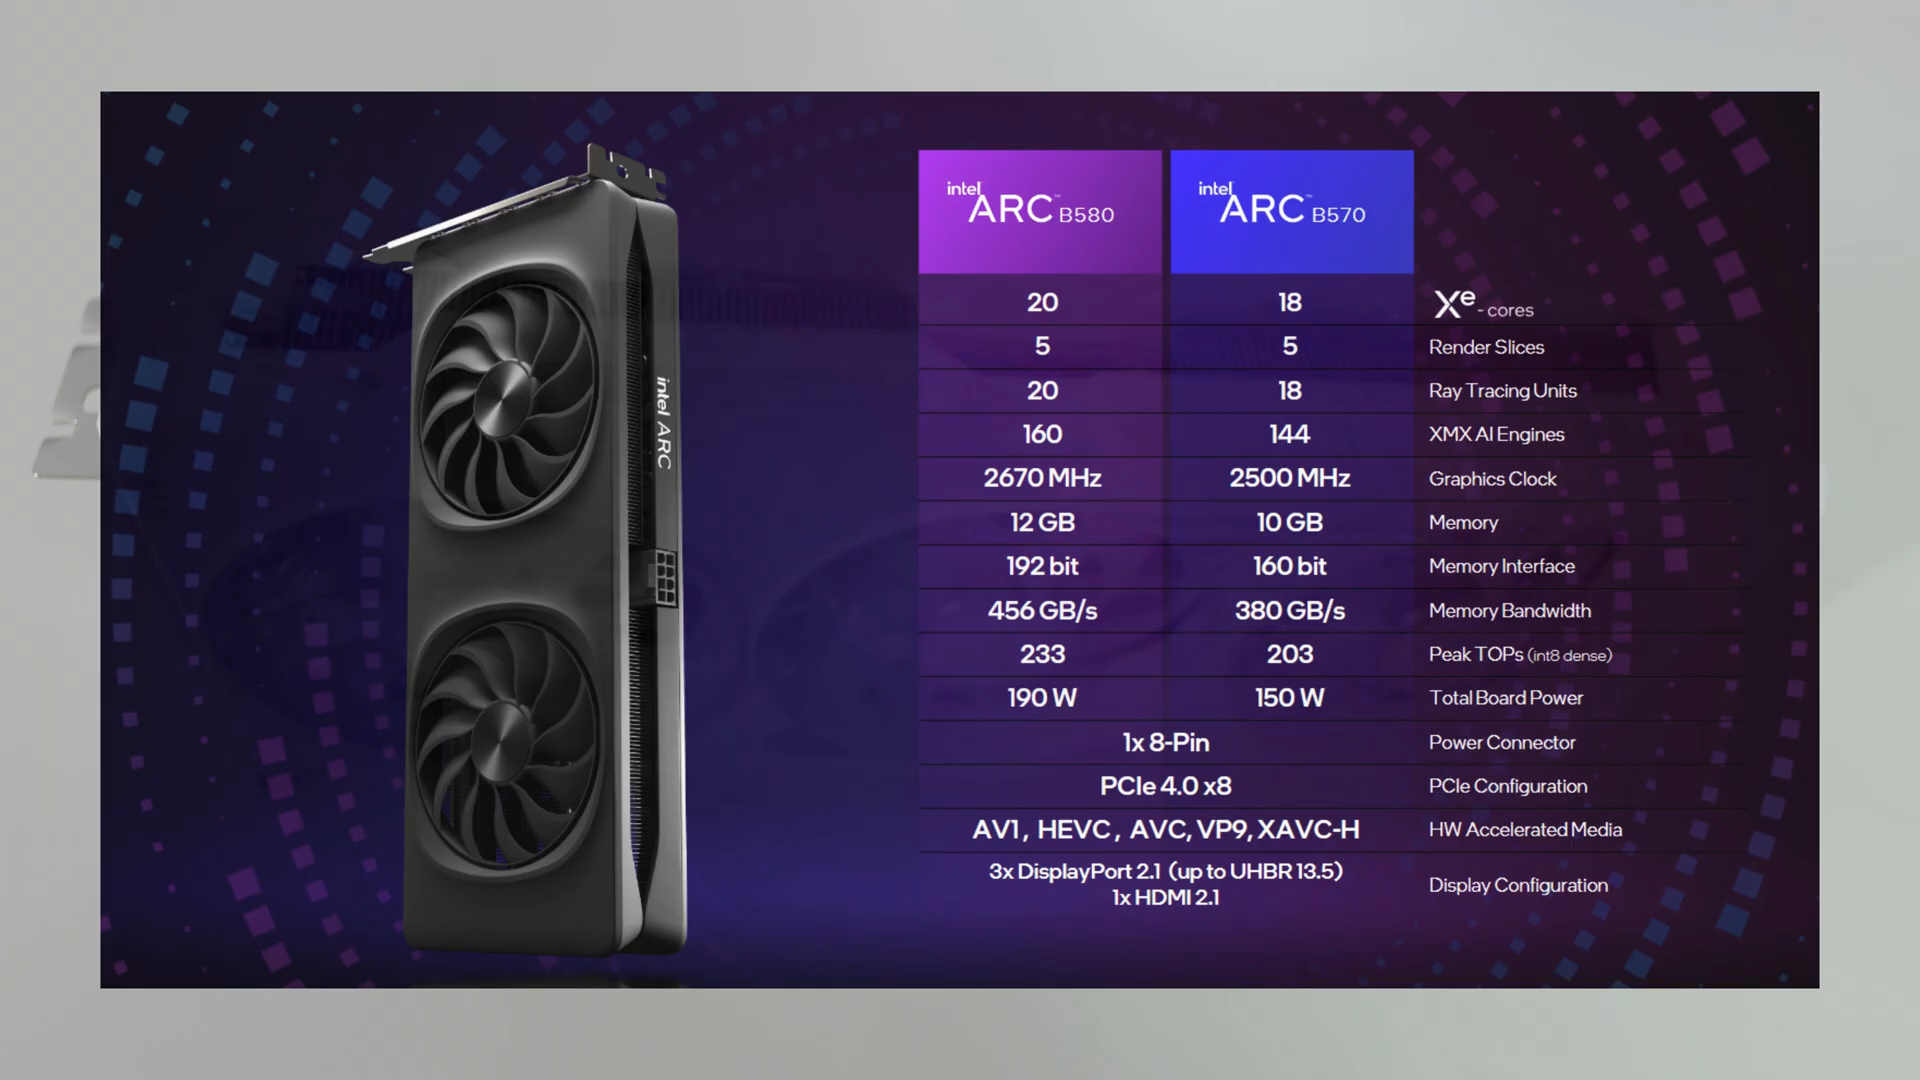 intel ARC
intel
ARC™ B580
intel
ARC™ B570
20 18 Xe - cores
5 5 Render Slices
20 18 Ray Tracing Units
160 144 XMX AI Engines
2670 MHz 2500 MHz Graphics Clock
12 GB 10 GB Memory
192 bit 160 bit Memory Interface
456 GB/s 380 GB/s Memory Bandwidth
233 203 Peak TOPs (int8 dense)
190 W 150 W Total Board Power
1x 8-Pin Power Connector
PCIe 4.0 x8 PCIe Configuration
AV1, HEVC, AVC, VP9, XAVC-H HW Accelerated Media
3x DisplayPort 2.1 (up to UHBR 13.5)
1x HDMI 2.1
Display Configuration